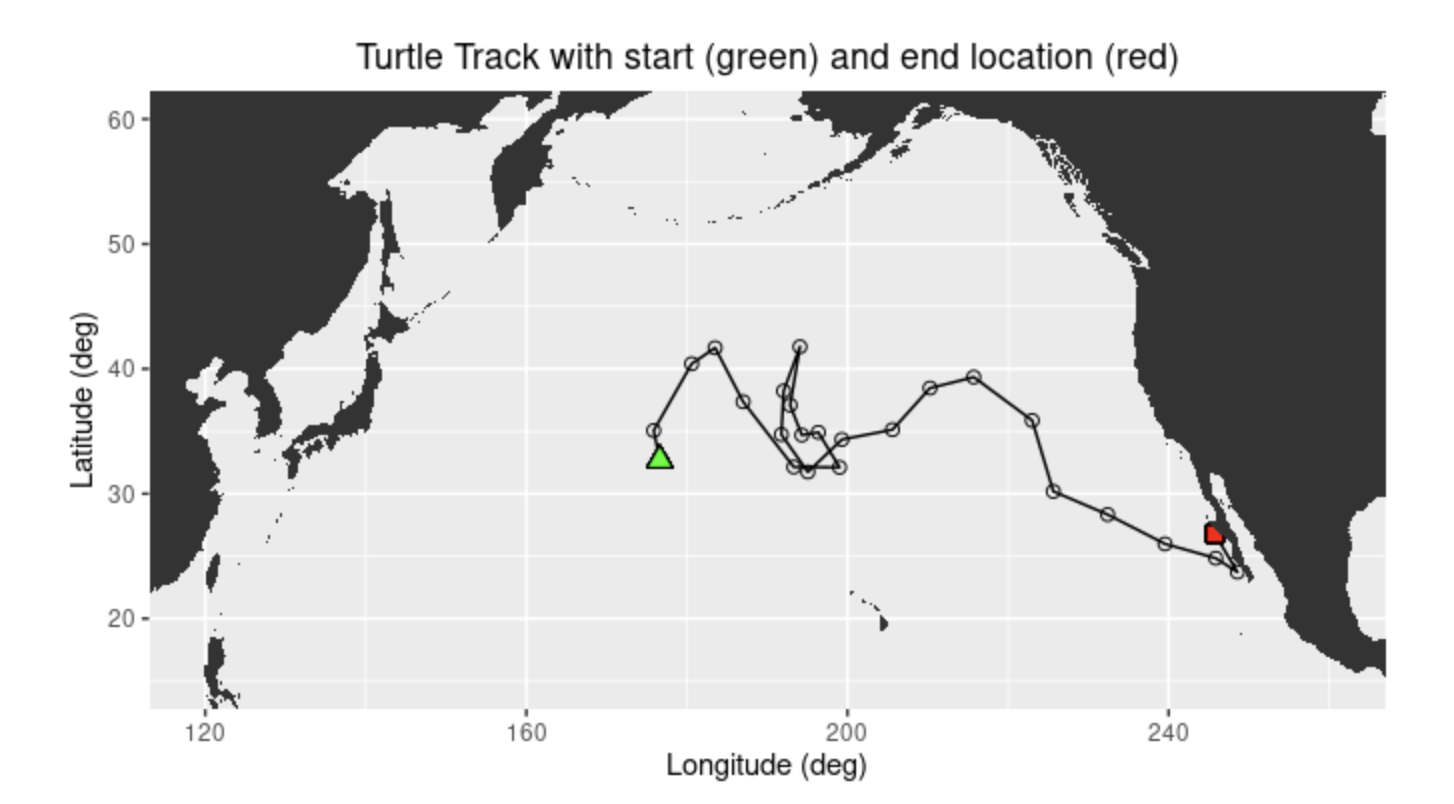 Turtle Track with start (green) and end location (red)
60
50
40
30
20
Latitude (deg)
120 160 200 240
Longitude (deg)